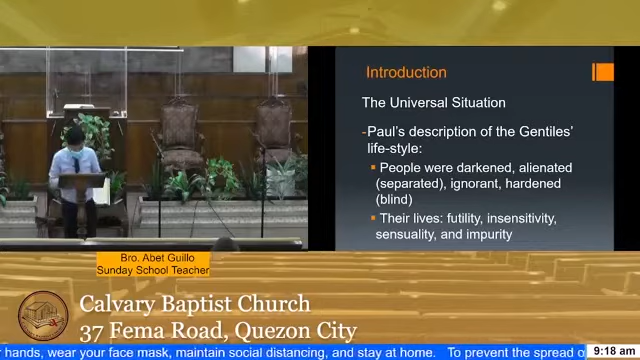 Introduction
The Universal Situation
-Paul's description of the Gentiles'
life-style:
▪ People were darkened, alienated
(separated), ignorant, hardened
(blind)
▪ Their lives: futility, insensitivity,
sensuality, and impurity
Bro. Abet Guillo
Sunday School Teacher
Calvary Baptist Church
37 Fema Road, Quezon City
hands, wear your face mask, maintain social distancing, and stay at home. To prevent the spread
9:18 am